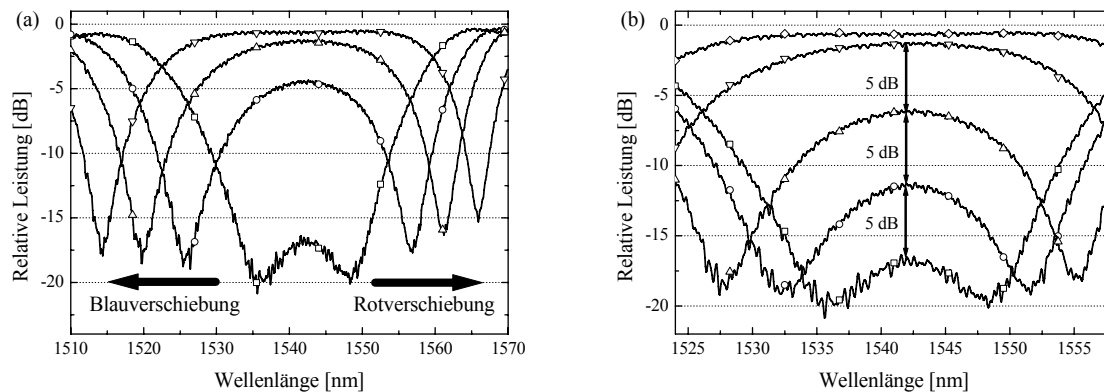 (a)
0
-5
-10
-15
-20
Relative Leistung [dB]
Blauverschiebung
Rotverschiebung
1510 1520 1530 1540 1550 1560 1570
Wellenlänge [nm]
(b)
0
-5
-10
-15
-20
Relative Leistung [dB]
5 dB
5 dB
5 dB
1525 1530 1535 1540 1545 1550 1555
Wellenlänge [nm]